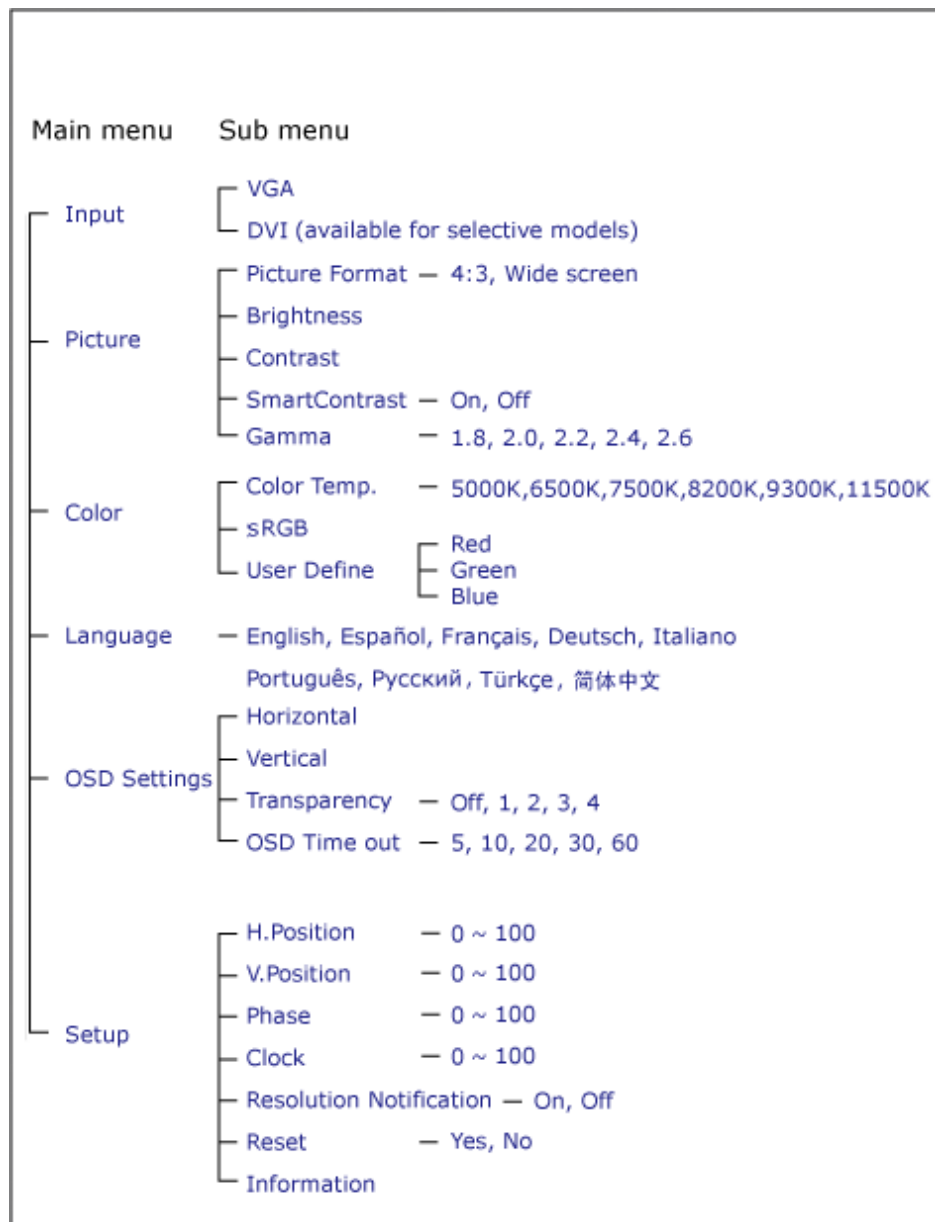 Main menu Sub menu
VGA
Input
DVI (available for selective models)
Picture Format — 4:3, Wide screen
Brightness
Picture
Contrast
SmartContrast — On, Off
Gamma — 1.8, 2.0, 2.2, 2.4, 2.6
Color Temp. — 5000K,6500K,7500K,8200K,9300K,11500K
Color
sRGB
Red
User Define Green
Blue
Language — English, Español, Français, Deutsch, Italiano
Português, Русский, Türkçe, 简体中文
Horizontal
Vertical
OSD Settings
Transparency — Off, 1, 2, 3, 4
OSD Time out — 5, 10, 20, 30, 60
H.Position — 0 ~ 100
V.Position — 0 ~ 100
Phase — 0 ~ 100
Setup
Clock — 0 ~ 100
Resolution Notification — On, Off
Reset — Yes, No
Information